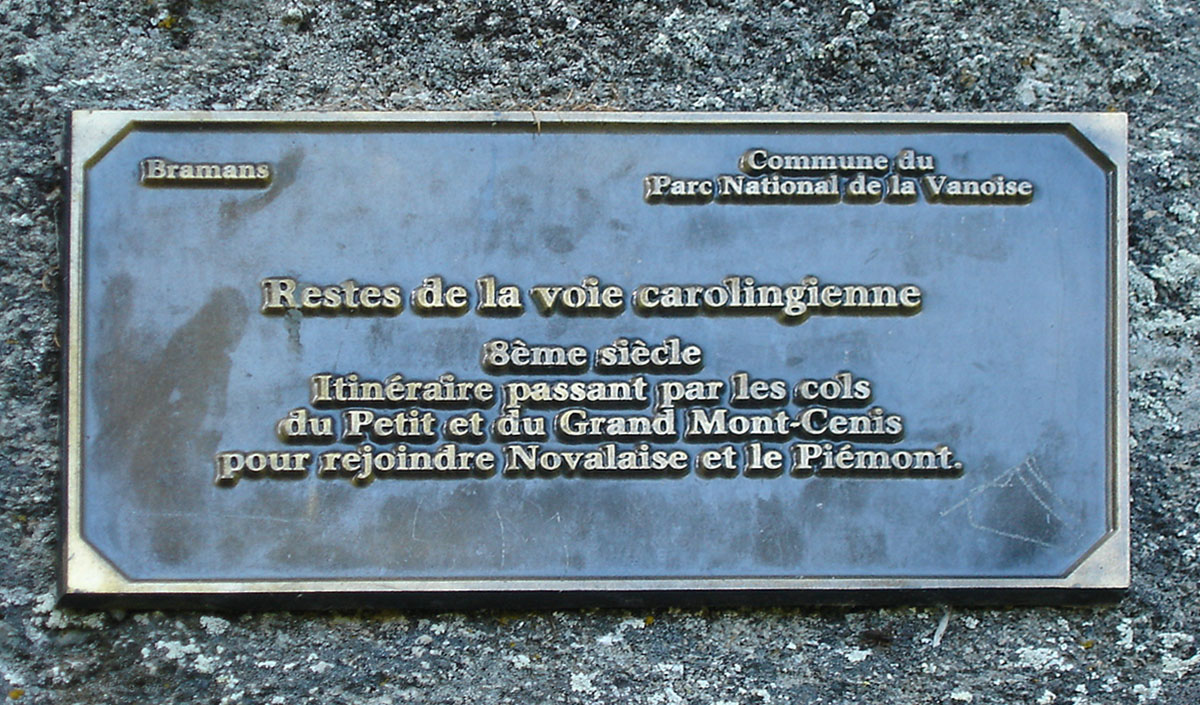 Bramans
Commune du
Parc National de la Vanoise
Restes de la voie carolingienne
8ème siècle
Itinéraire passant par les cols
du Petit et du Grand Mont-Cenis
pour rejoindre Novalaise et le Piémont.